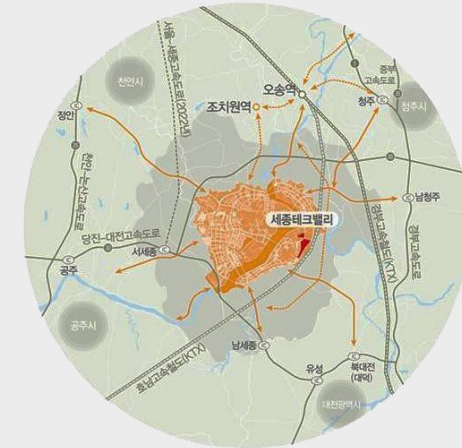 서울-세종고속도로(2022년)
천안시
중부
고속도로
오송역
청주
청주시
조치원역
정안
천안-논산고속도로
남청주
세종테크밸리
당진-대전고속도로
서세종
경부고속철도(KTX)
경부고속도로
공주
공주시
호남고속철도(KTX)
남세종
유성
북대전
(대덕)
대전광역시